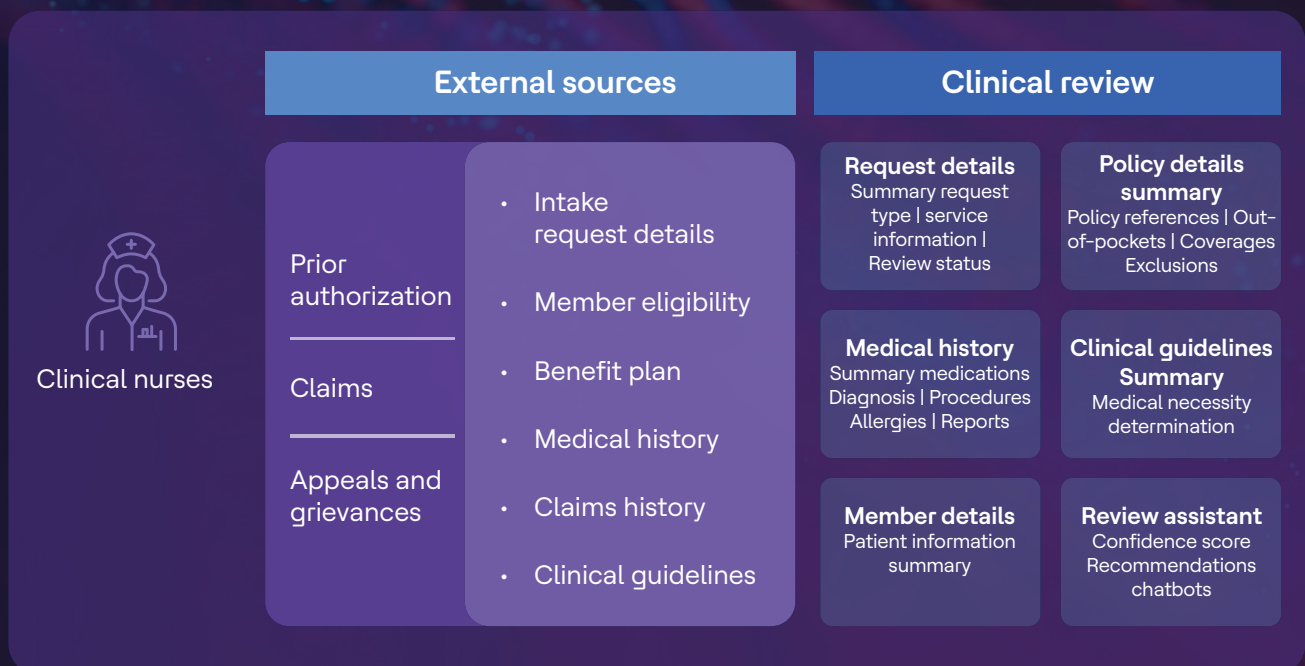 External sources
Clinical review
Clinical nurses
Prior
authorization
Claims
Appeals and
grievances
• Intake
request details
• Member eligibility
• Benefit plan
• Medical history
• Claims history
• Clinical guidelines
Request details
Summary request
type | service
information |
Review status
Policy details
summary
Policy references | Out-
of-pockets | Coverages
Exclusions
Medical history
Summary medications
Diagnosis | Procedures
Allergies | Reports
Clinical guidelines
Summary
Medical necessity
determination
Member details
Patient information
summary
Review assistant
Confidence score
Recommendations
chatbots